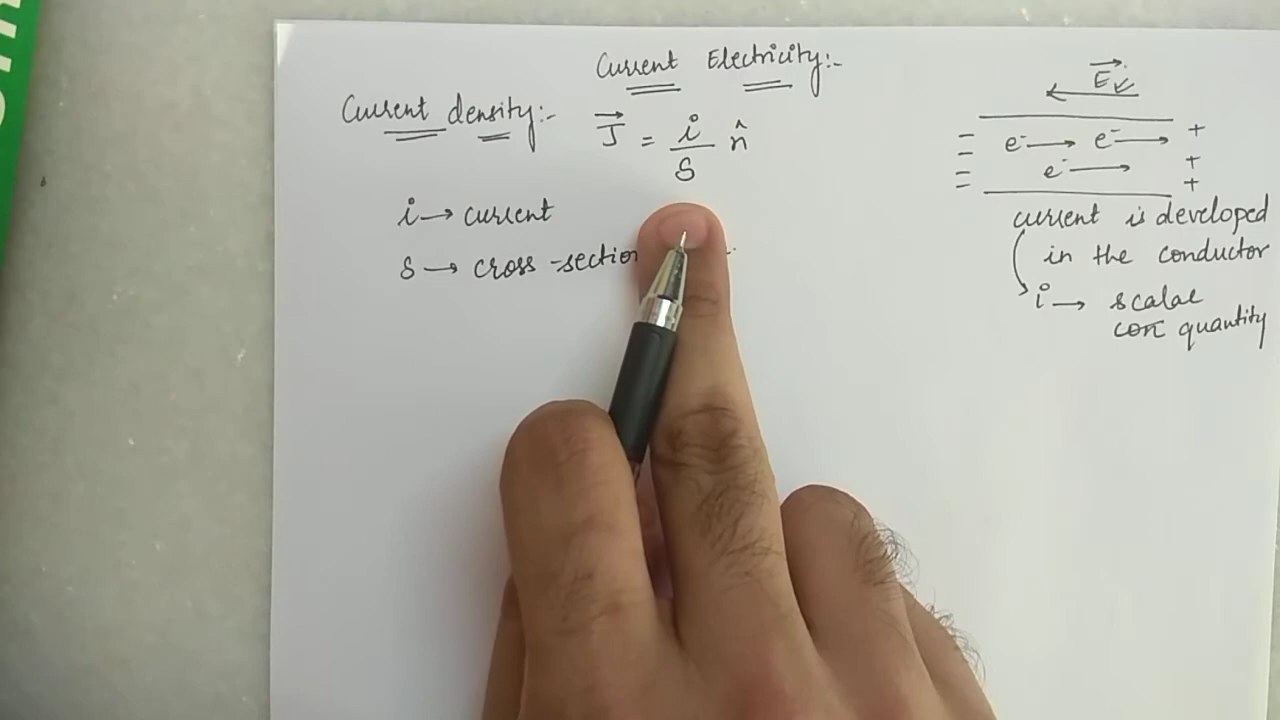 Current Electricity:-
Current density:- J⃗ = i/S n̂
i → current
S → cross-section
E⃗
= e⁻ → e⁻ → +
= e⁻ → +
+
current is developed
in the conductor
i → scalar
quantity